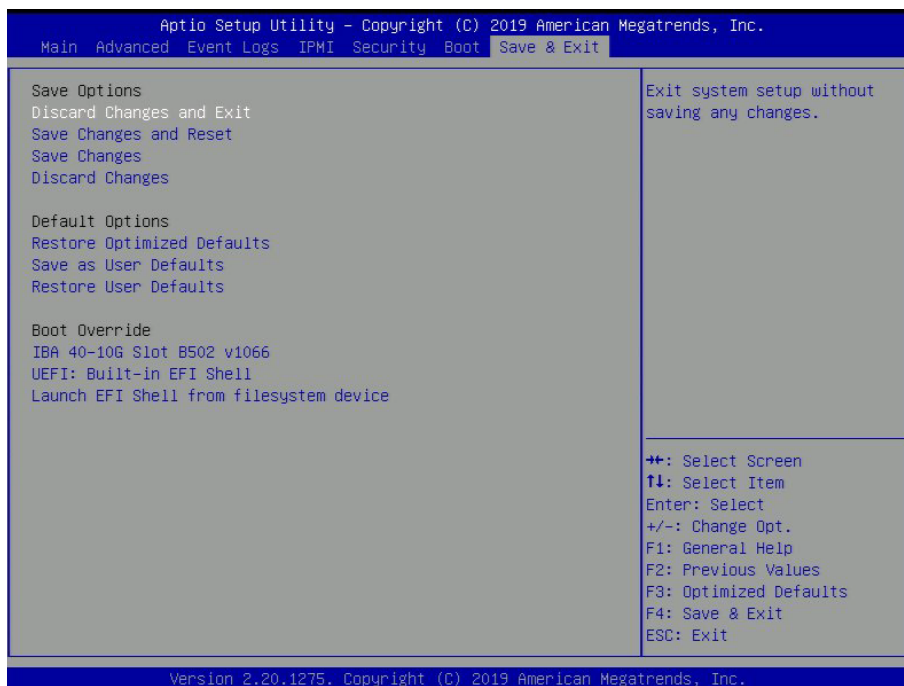 Aptio Setup Utility – Copyright (C) 2019 American Megatrends, Inc.
Main Advanced Event Logs IPMI Security Boot Save & Exit
Save Options
Discard Changes and Exit
Save Changes and Reset
Save Changes
Discard Changes
Default Options
Restore Optimized Defaults
Save as User Defaults
Restore User Defaults
Boot Override
IBA 40-10G Slot B502 v1066
UEFI: Built-in EFI Shell
Launch EFI Shell from filesystem device
Exit system setup without
saving any changes.
→←: Select Screen
↑↓: Select Item
Enter: Select
+/-: Change Opt.
F1: General Help
F2: Previous Values
F3: Optimized Defaults
F4: Save & Exit
ESC: Exit
Version 2.20.1275. Copyright (C) 2019 American Megatrends, Inc.